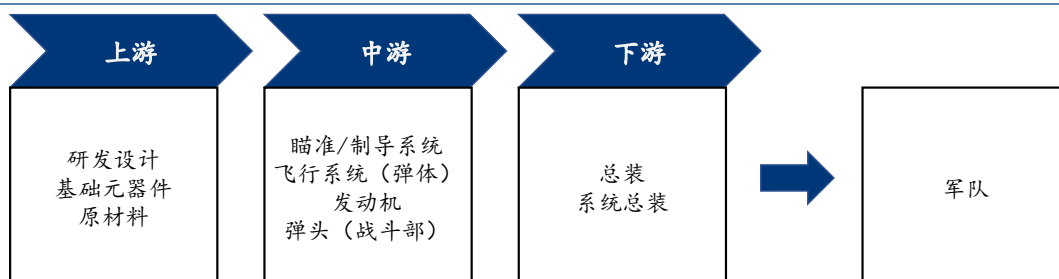 上游
研发设计
基础元器件
原材料
中游
瞄准/制导系统
飞行系统（弹体）
发动机
弹头（战斗部）
下游
总装
系统总装
军队